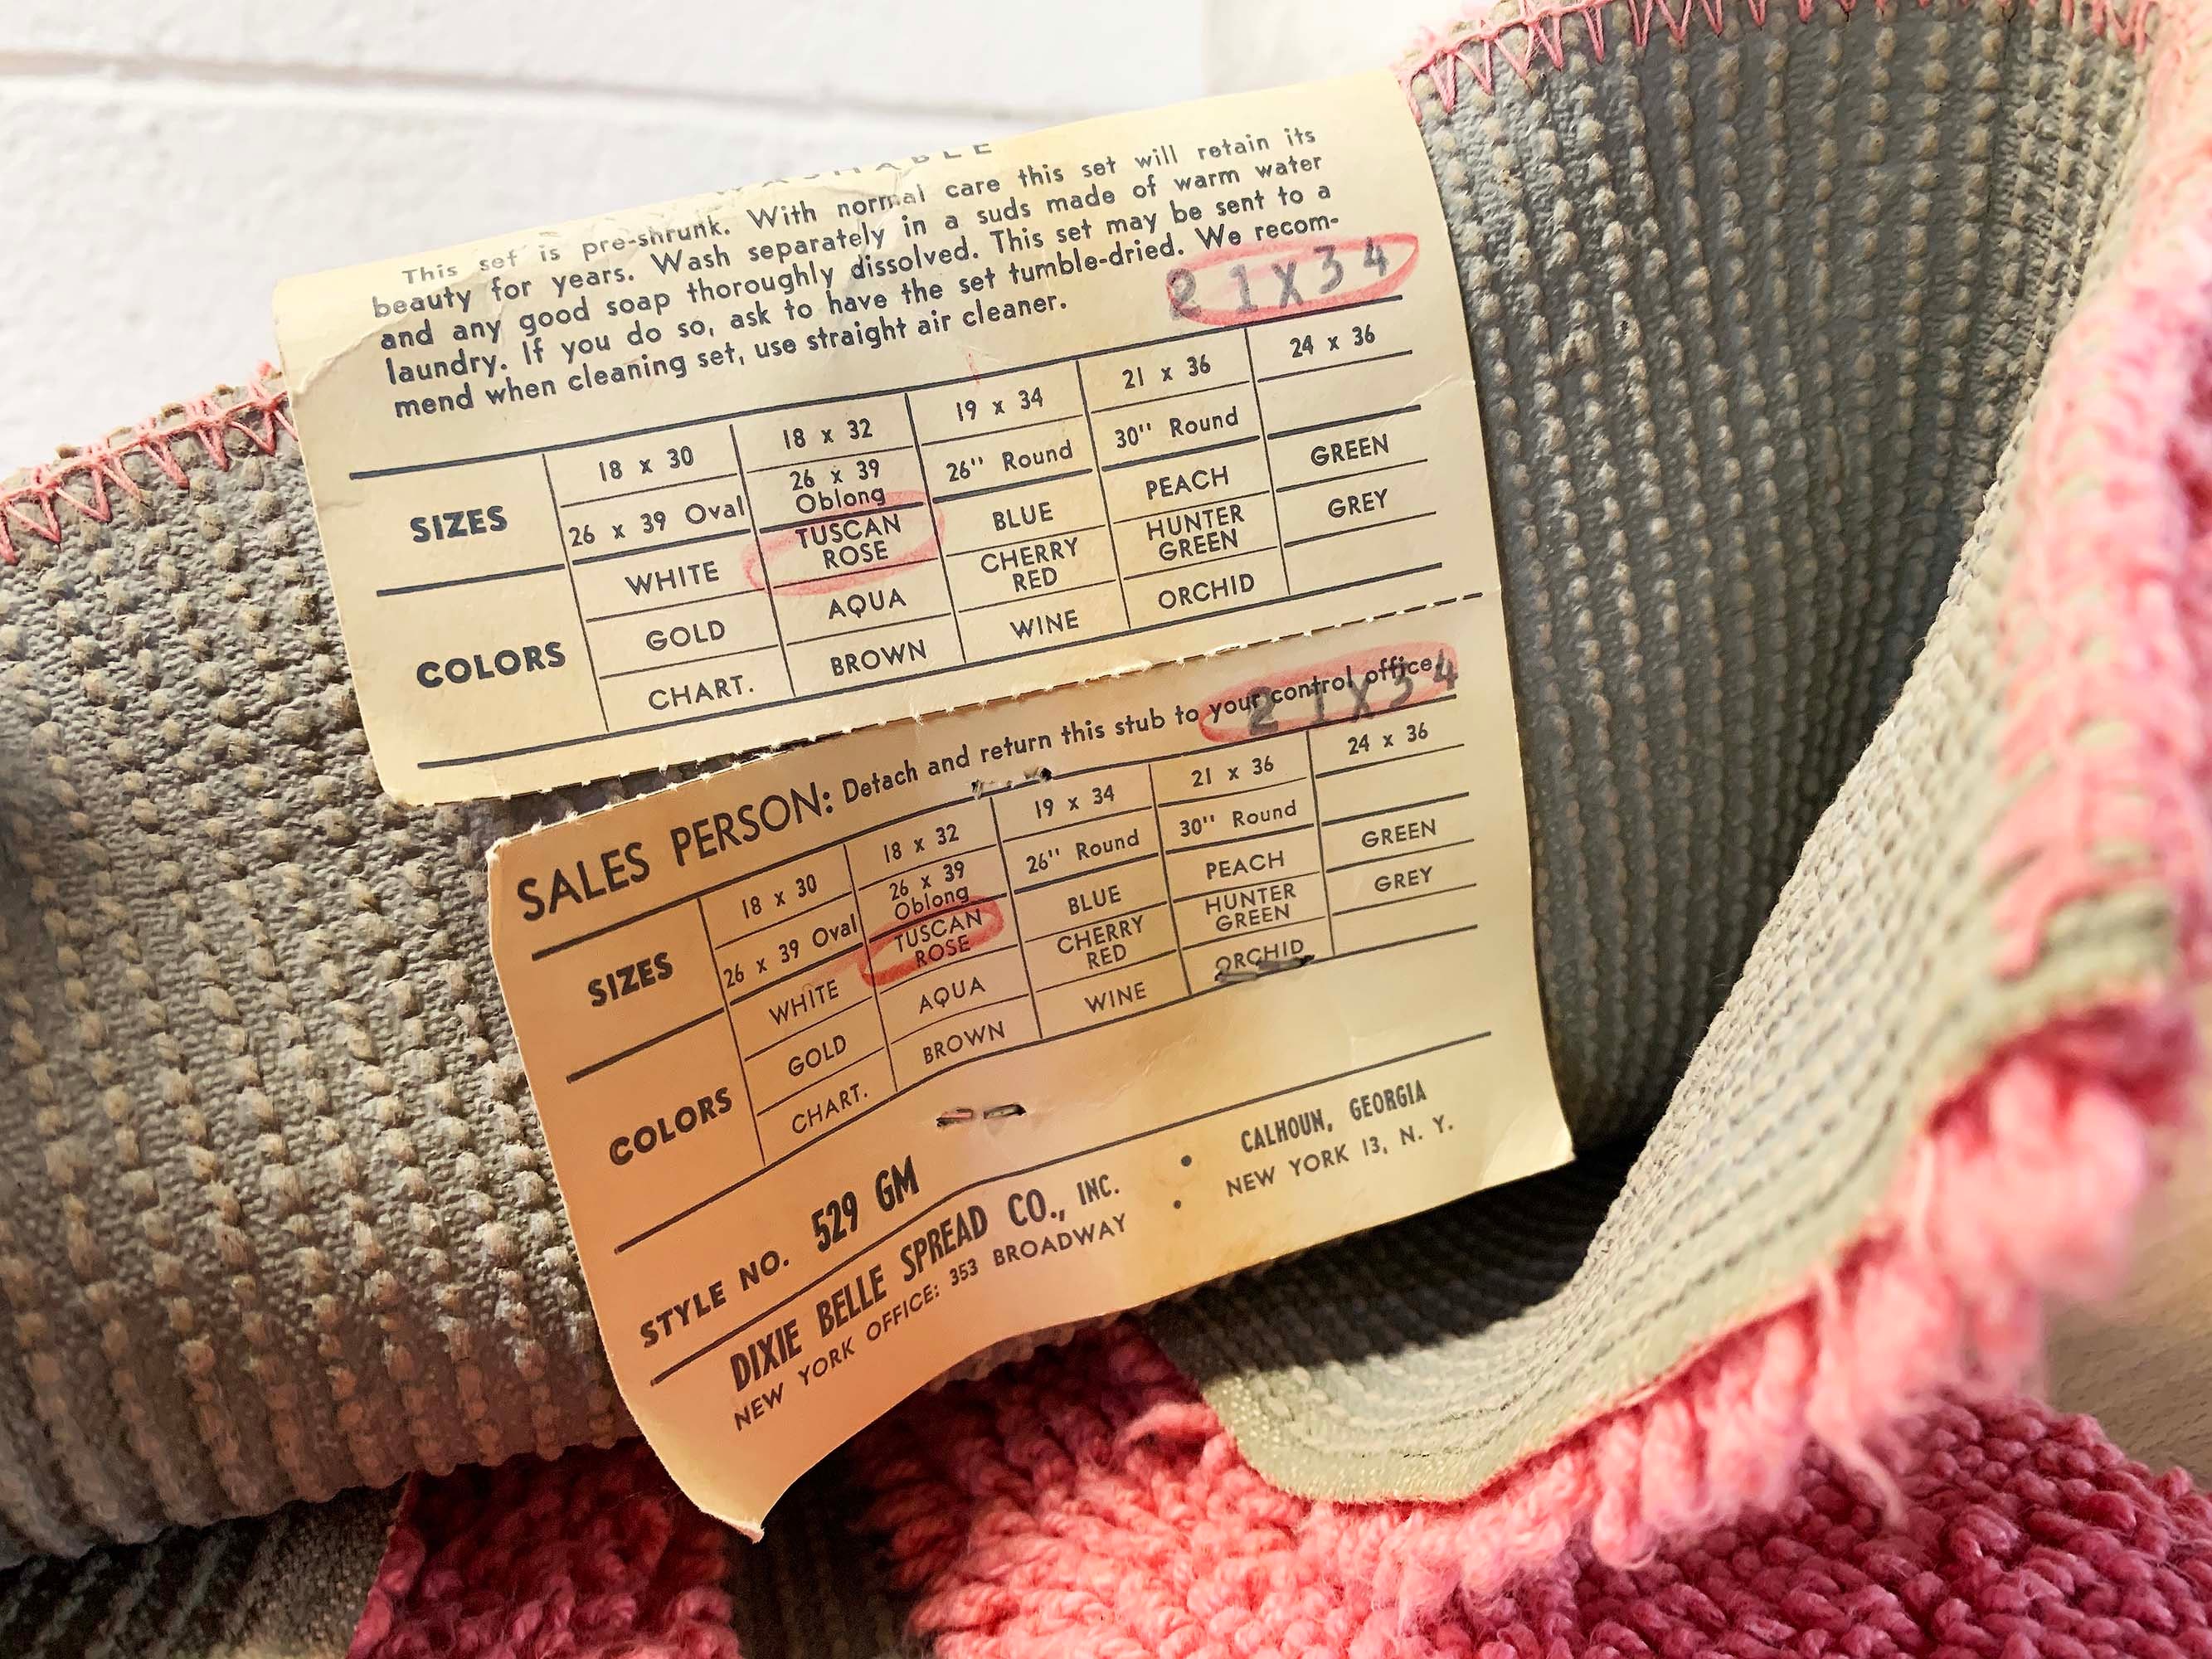 WASHABLE
This set is pre-shrunk. With normal care this set will retain its
beauty for years. Wash separately in a suds made of warm water
and any good soap thoroughly dissolved. This set may be sent to a
laundry. If you do so, ask to have the set tumble-dried. We recom-
mend when cleaning set, use straight air cleaner.
21X34
SIZES
18 x 30
18 x 32
19 x 34
21 x 36
24 x 36
26 x 39 Oval
26 x 39
Oblong
26" Round
30" Round
COLORS
WHITE
TUSCAN
ROSE
BLUE
PEACH
GREEN
GOLD
AQUA
CHERRY
RED
HUNTER
GREEN
GREY
CHART.
BROWN
WINE
ORCHID
SALES PERSON: Detach and return this stub to your control office.
21X34
SIZES
18 x 30
18 x 32
19 x 34
21 x 36
24 x 36
26 x 39 Oval
26 x 39
Oblong
26" Round
30" Round
COLORS
WHITE
TUSCAN
ROSE
BLUE
PEACH
GREEN
GOLD
AQUA
CHERRY
RED
HUNTER
GREEN
GREY
CHART.
BROWN
WINE
ORCHID
STYLE NO. 529 GM
DIXIE BELLE SPREAD CO., INC. • CALHOUN, GEORGIA
NEW YORK OFFICE: 353 BROADWAY • NEW YORK 13, N. Y.